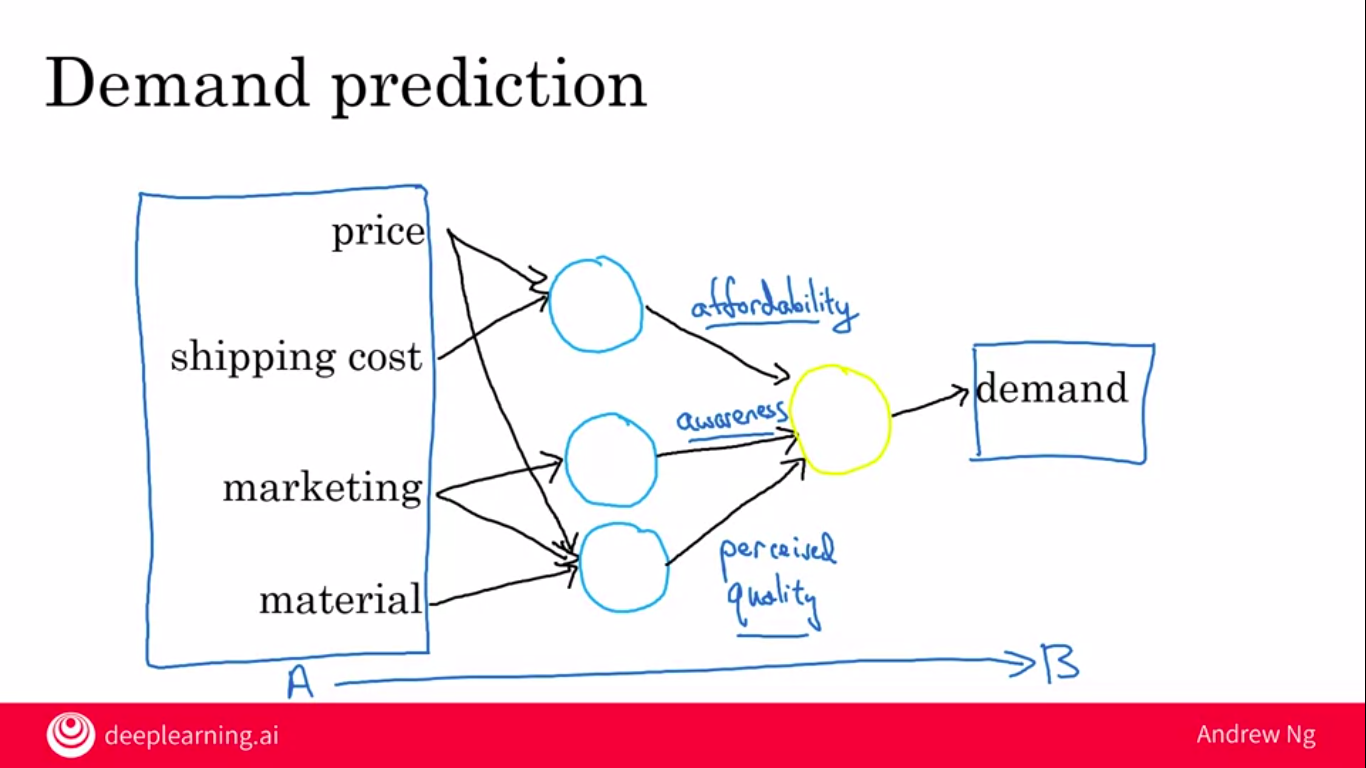 Demand prediction
price
shipping cost
marketing
material
affordability
awareness
perceived
quality
demand
A
B
deeplearning.ai
Andrew Ng